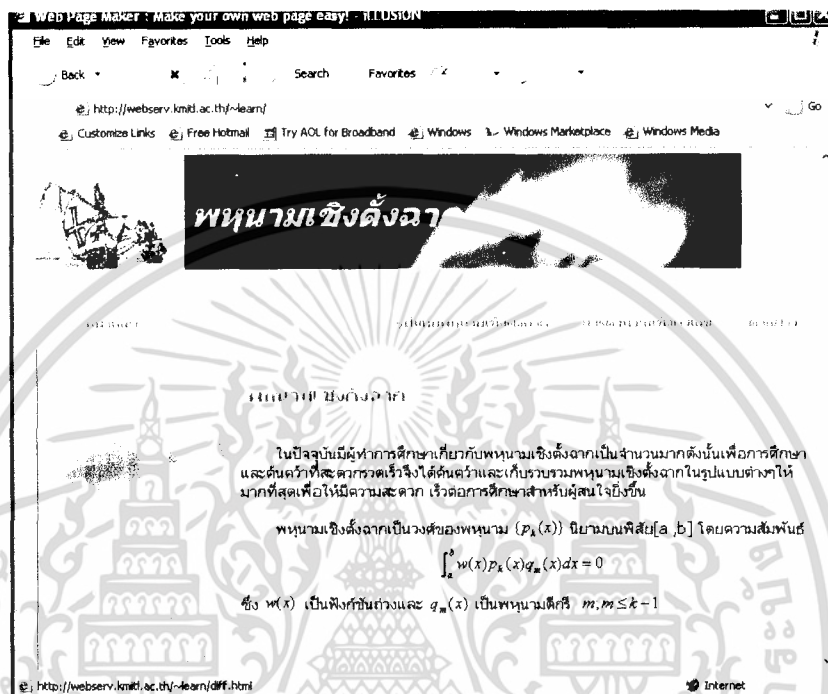 Web Page Maker : Make your own web page easy! - iLLUSION
File Edit View Favorites Tools Help
Back Search Favorites
http://webserv.kmitl.ac.th/~learn/ Go
Customize Links Free Hotmail Try AOL for Broadband Windows Windows Marketplace Windows Media
พหุนามเชิงตั้งฉาก
พหุนามเชิงตั้งฉาก
ในปัจจุบันมีผู้ทำการศึกษาเกี่ยวกับพหุนามเชิงตั้งฉากเป็นจำนวนมากดังนั้นเพื่อการศึกษา
และค้นคว้าที่สะดวกรวดเร็วจึงได้ค้นคว้าและเก็บรวบรวมพหุนามเชิงตั้งฉากในรูปแบบต่างๆให้
มากที่สุดเพื่อให้มีความสะดวก เร็วต่อการศึกษาสำหรับผู้สนใจยิ่งขึ้น
พหุนามเชิงตั้งฉากเป็นวงศ์ของพหุนาม {p_k(x)} นิยามบนพิสัย[a ,b] โดยความสัมพันธ์
∫_a^b w(x)p_k(x)q_m(x)dx = 0
ซึ่ง w(x) เป็นฟังก์ชันถ่วงและ q_m(x) เป็นพหุนามดีกรี m,m ≤ k−1
http://webserv.kmitl.ac.th/~learn/diff.html Internet